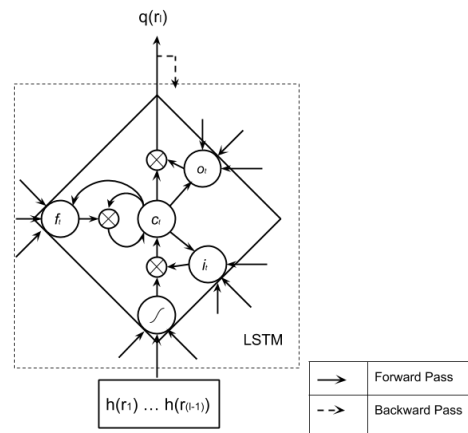 q(rₗ)
oₜ
fₜ
cₜ
iₜ
LSTM
h(r₁) … h(r₍ₗ₋₁₎)
Forward Pass
Backward Pass